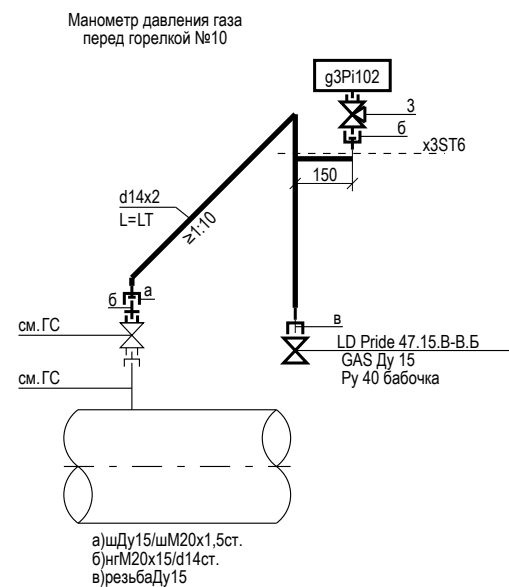 Манометр давления газа
перед горелкой №10
g3Pi102
3
б
x3ST6
150
d14x2
L=LT
≥1:10
а
б
см.ГС
в
LD Pride 47.15.В-В.Б
GAS Ду 15
Ру 40 бабочка
см.ГС
а)шДу15/шМ20х1,5ст.
б)нгМ20х15/d14ст.
в)резьбаДу15